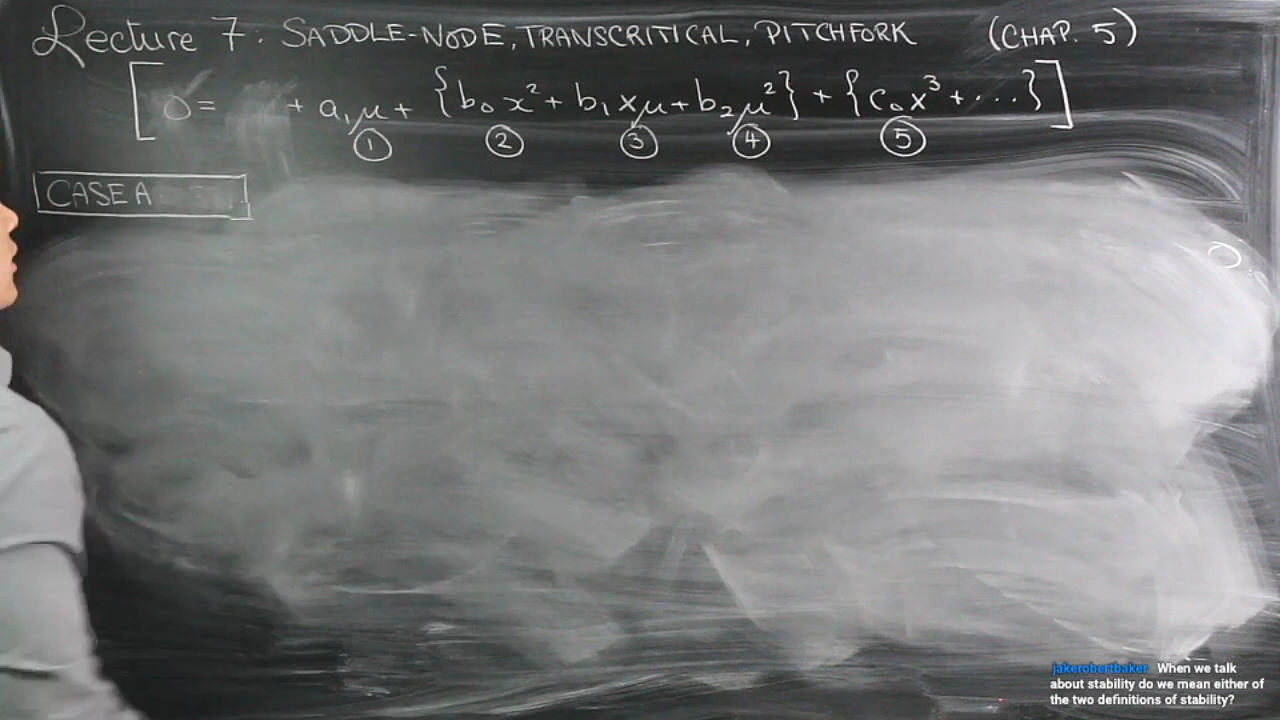 Lecture 7: SADDLE-NODE, TRANSCRITICAL, PITCHFORK (CHAP. 5)
[0 = + a₁μ + {b₀x² + b₁xμ + b₂μ²} + {c₀x³ + ...}]
① ② ③ ④ ⑤
CASE A
jakerobertbaker When we talk
about stability do we mean either of
the two definitions of stability?